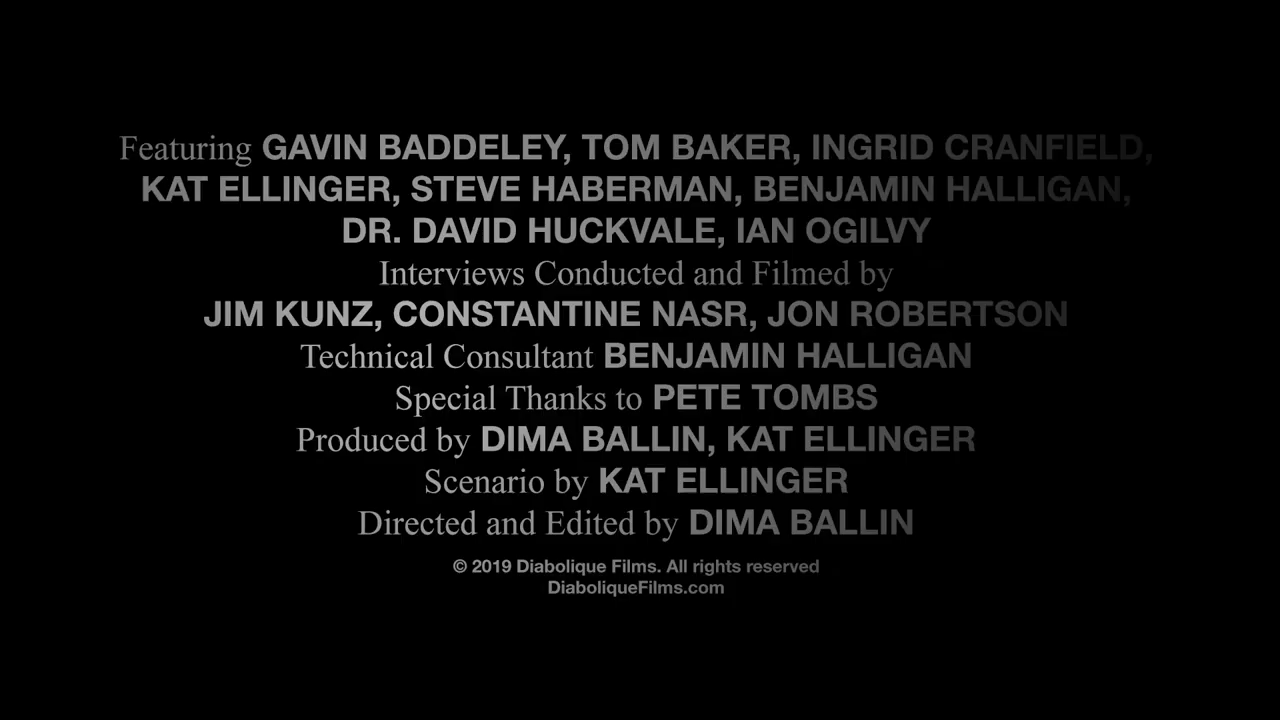 Featuring GAVIN BADDELEY, TOM BAKER, INGRID CRANFIELD,
KAT ELLINGER, STEVE HABERMAN, BENJAMIN HALLIGAN,
DR. DAVID HUCKVALE, IAN OGILVY
Interviews Conducted and Filmed by
JIM KUNZ, CONSTANTINE NASR, JON ROBERTSON
Technical Consultant BENJAMIN HALLIGAN
Special Thanks to PETE TOMBS
Produced by DIMA BALLIN, KAT ELLINGER
Scenario by KAT ELLINGER
Directed and Edited by DIMA BALLIN
© 2019 Diabolique Films. All rights reserved
DiaboliqueFilms.com